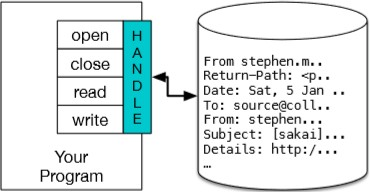 open
close
read
write
HANDLE
Your
Program
From stephen.m..
Return-Path: <p..
Date: Sat, 5 Jan ..
To: source@coll..
From: stephen...
Subject: [sakai]...
Details: http:/...
…